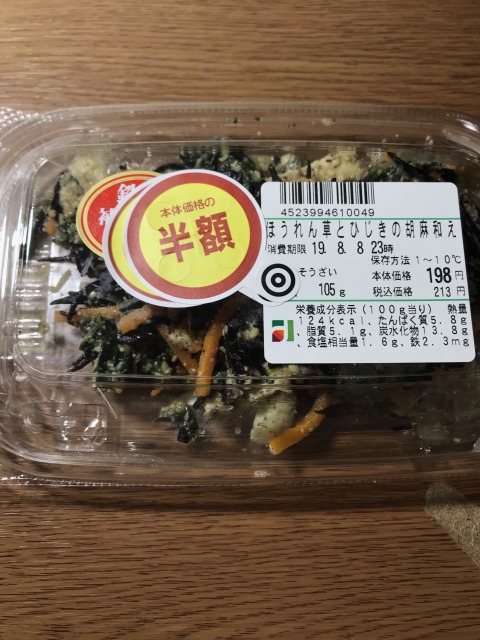 4523994610049
ほうれん草とひじきの胡麻和え
消費期限 19. 8. 8 23時
保存方法 1～10℃
そうざい
本体価格 198円
105g
税込価格 213円
栄養成分表示(100g当り) 熱量
124kcal、たんぱく質5.8g
、脂質5.1g、炭水化物13.8g
、食塩相当量1.6g、鉄2.3mg
本体価格の
半額